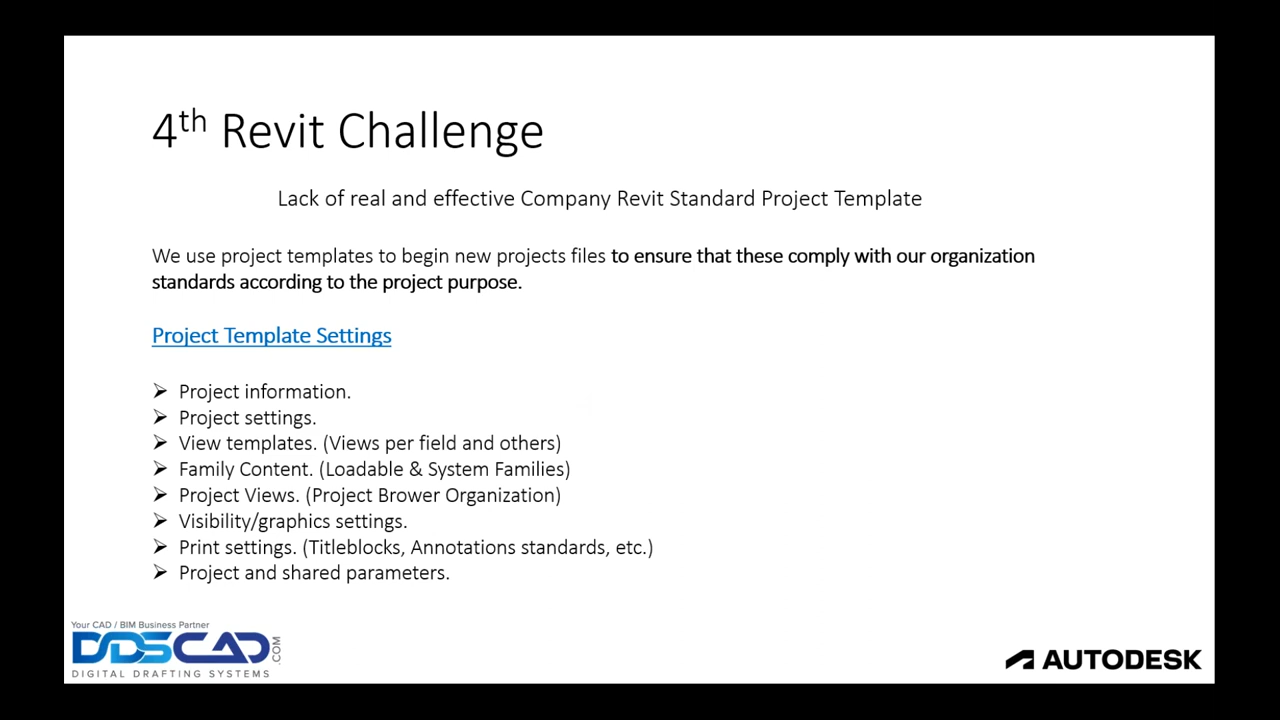 4th Revit Challenge
Lack of real and effective Company Revit Standard Project Template
We use project templates to begin new projects files to ensure that these comply with our organization
standards according to the project purpose.
Project Template Settings
➢ Project information.
➢ Project settings.
➢ View templates. (Views per field and others)
➢ Family Content. (Loadable & System Families)
➢ Project Views. (Project Brower Organization)
➢ Visibility/graphics settings.
➢ Print settings. (Titleblocks, Annotations standards, etc.)
➢ Project and shared parameters.
Your CAD / BIM Business Partner
DDSCAD.COM
DIGITAL DRAFTING SYSTEMS
AUTODESK